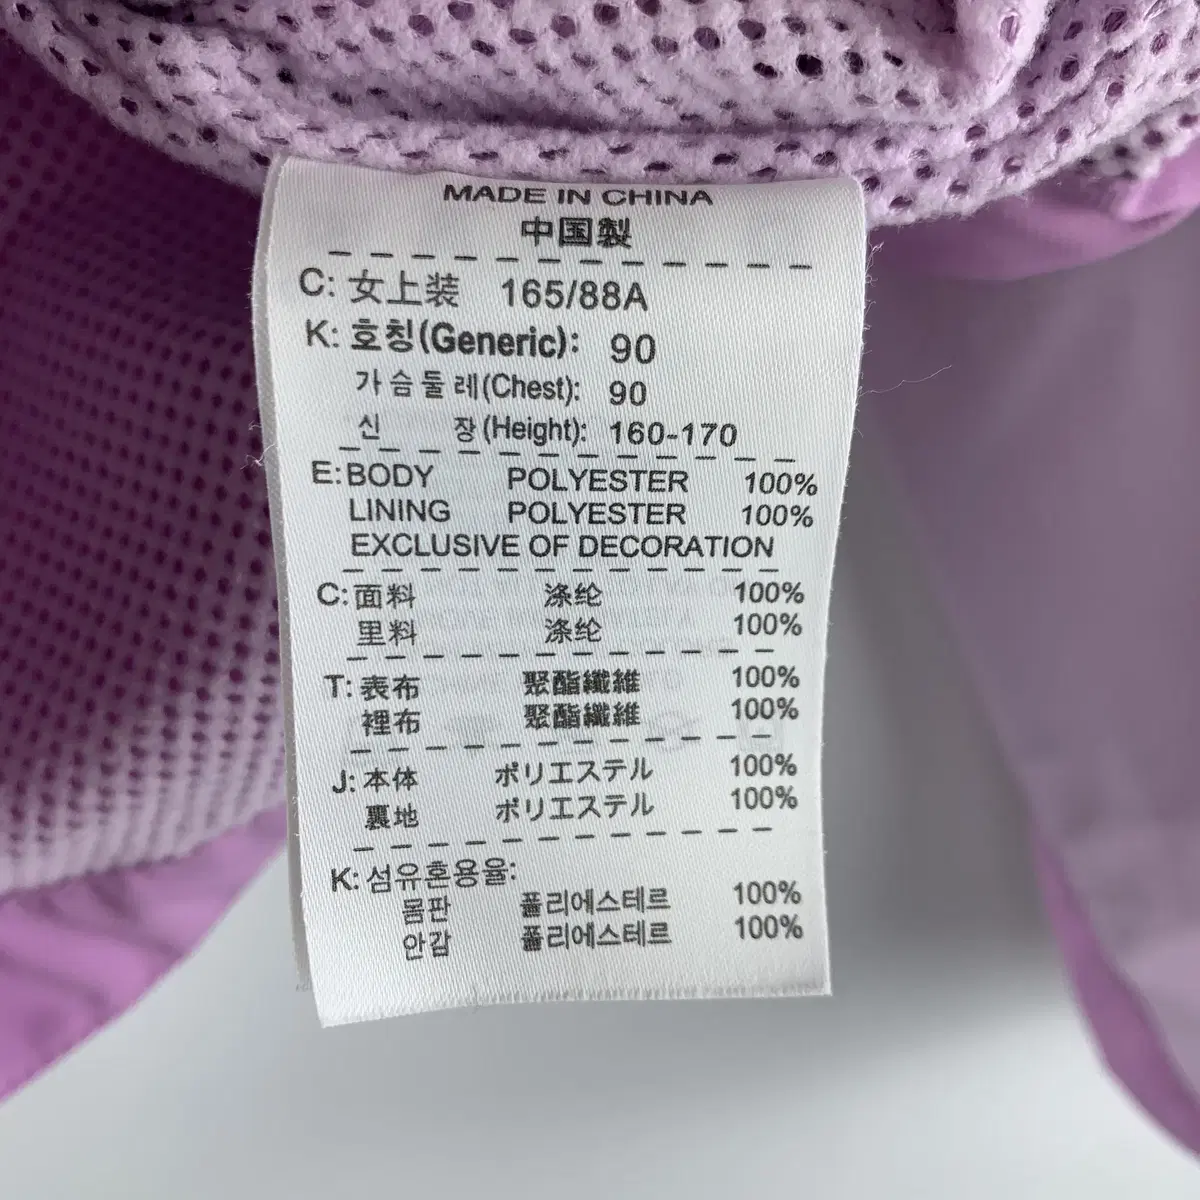 MADE IN CHINA
中国製
C: 女上装 165/88A
K: 호칭(Generic): 90
가슴둘레(Chest): 90
신 장(Height): 160-170
E: BODY POLYESTER 100%
LINING POLYESTER 100%
EXCLUSIVE OF DECORATION
C: 面料 涤纶 100%
里料 涤纶 100%
T: 表布 聚酯纖維 100%
裡布 聚酯纖維 100%
J: 本体 ポリエステル 100%
裏地 ポリエステル 100%
K: 섬유혼용율:
몸판 폴리에스테르 100%
안감 폴리에스테르 100%